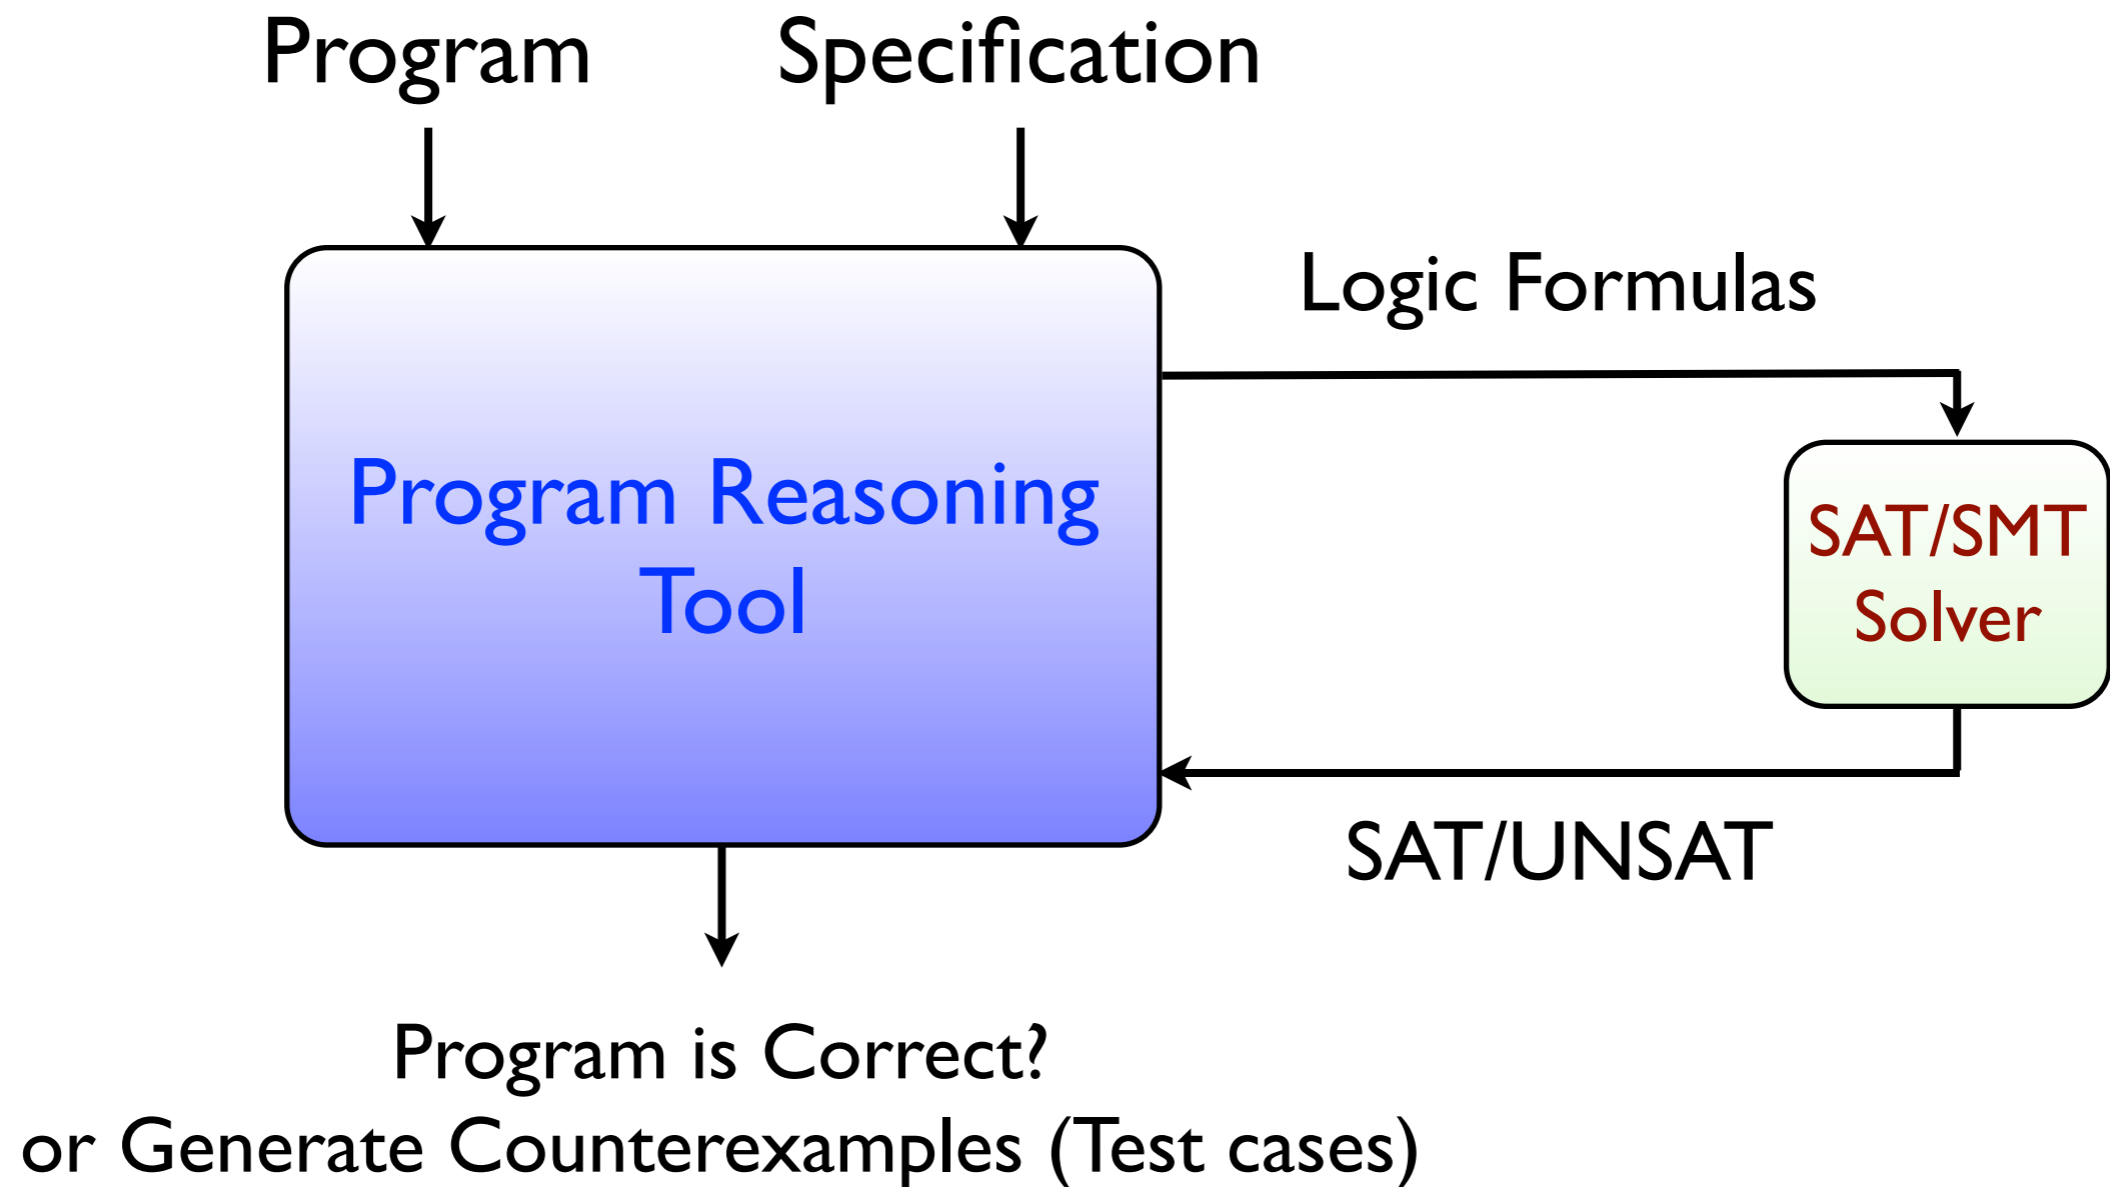 Program
Specification
Logic Formulas
Program Reasoning
Tool
SAT/SMT
Solver
SAT/UNSAT
Program is Correct?
or Generate Counterexamples (Test cases)